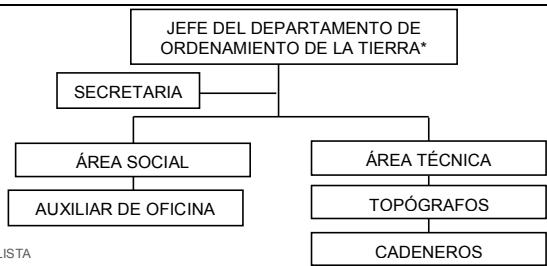 JEFE DEL DEPARTAMENTO DE
ORDENAMIENTO DE LA TIERRA*
SECRETARIA
ÁREA SOCIAL
ÁREA TÉCNICA
AUXILIAR DE OFICINA
TOPÓGRAFOS
LISTA
CADENEROS